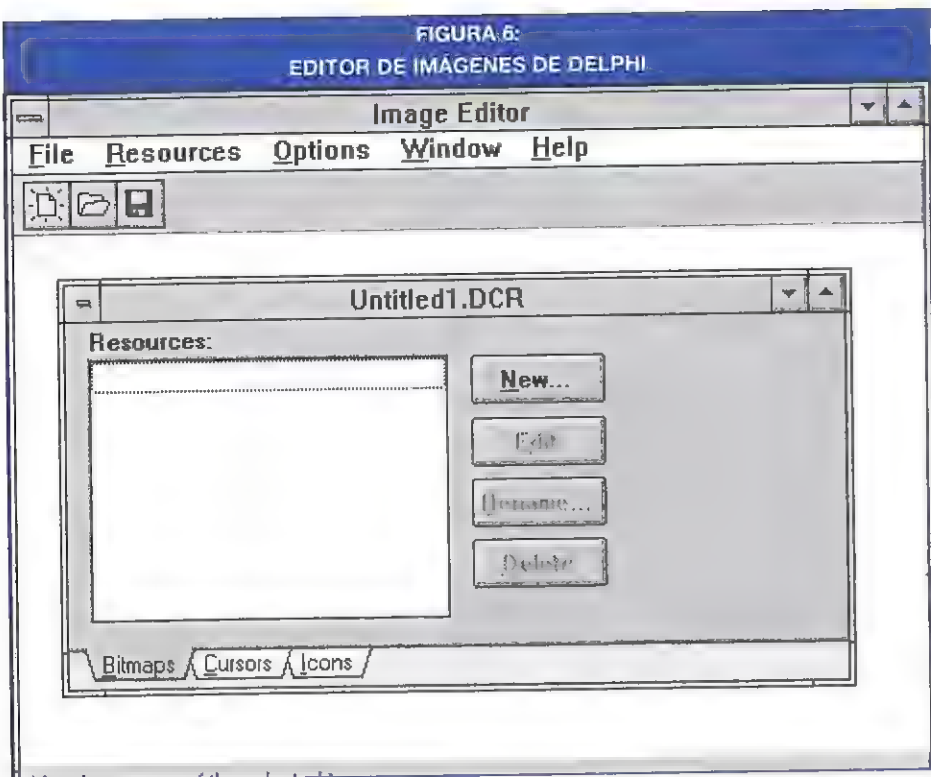 FIGURA 6:
EDITOR DE IMÁGENES DE DELPHI
Image Editor
File Resources Options Window Help
Untitled1.DCR
Resources:
New...
Edit
Rename...
Delete
Bitmaps Cursors Icons